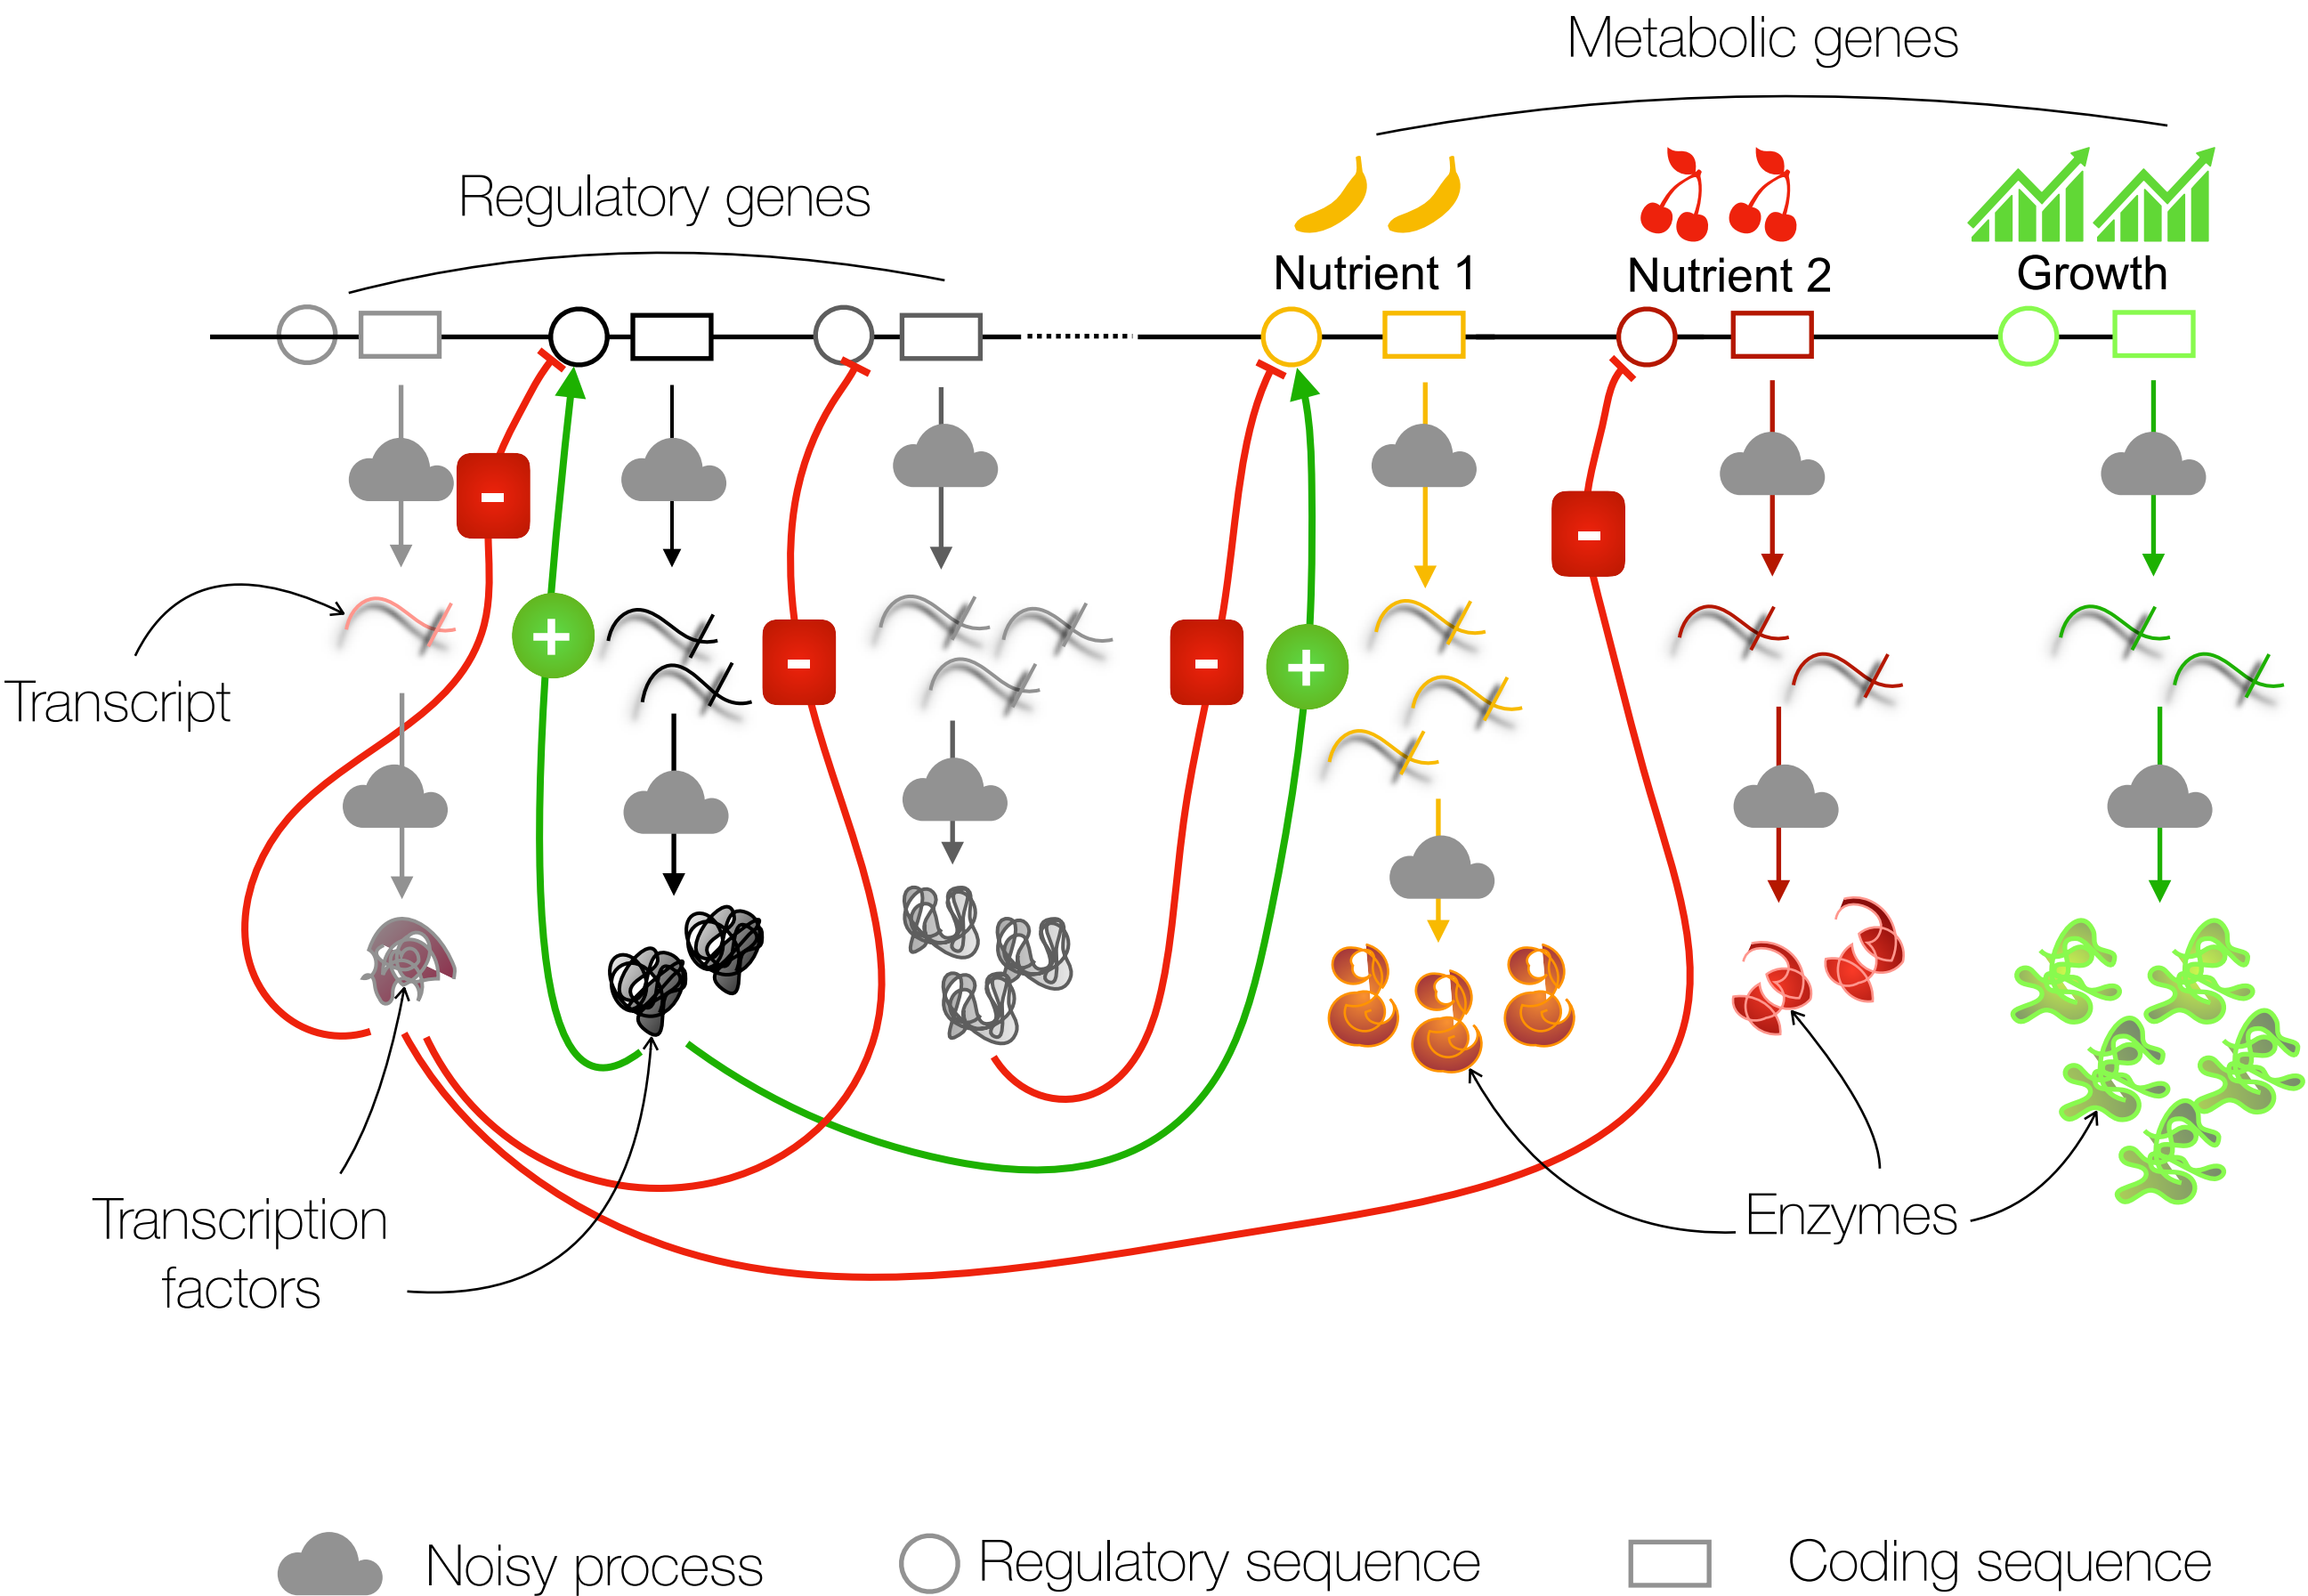 Metabolic genes
Regulatory genes
Nutrient 1
Nutrient 2
Growth
-
-
+
-
-
+
Transcript
Transcription
factors
Enzymes
Noisy process
Regulatory sequence
Coding sequence